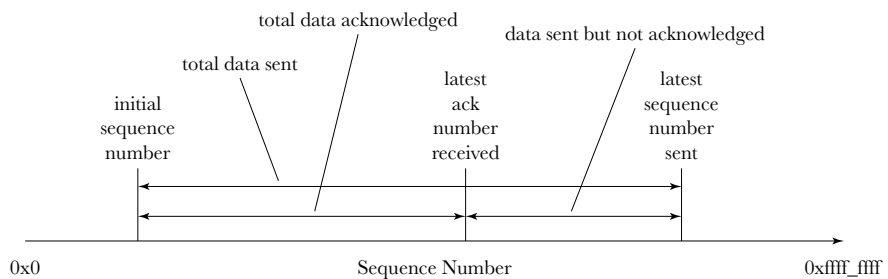 total data acknowledged
data sent but not acknowledged
total data sent
initial
sequence
number
latest
ack
number
received
latest
sequence
number
sent
0x0
Sequence Number
0xffff_ffff